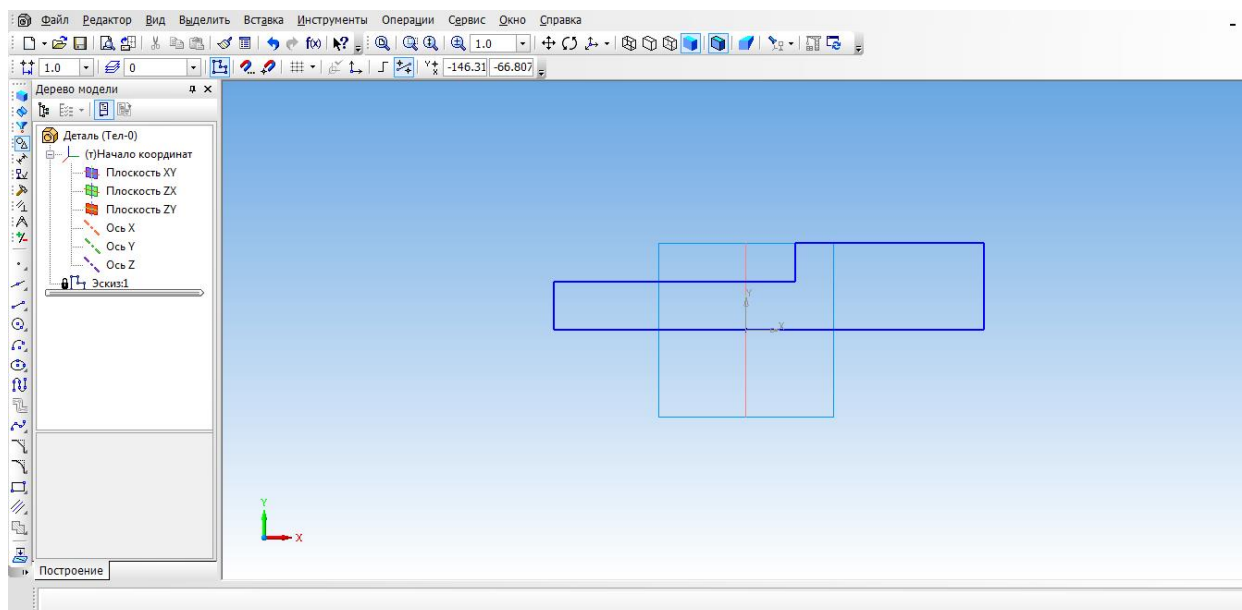 Файл Редактор Вид Выделить Вставка Инструменты Операции Сервис Окно Справка
1.0
1.0 0 -146.31 -66.807
Дерево модели
Деталь (Тел-0)
(т)Начало координат
Плоскость XY
Плоскость ZX
Плоскость ZY
Ось X
Ось Y
Ось Z
Эскиз:1
Y
X
Y
X
Построение